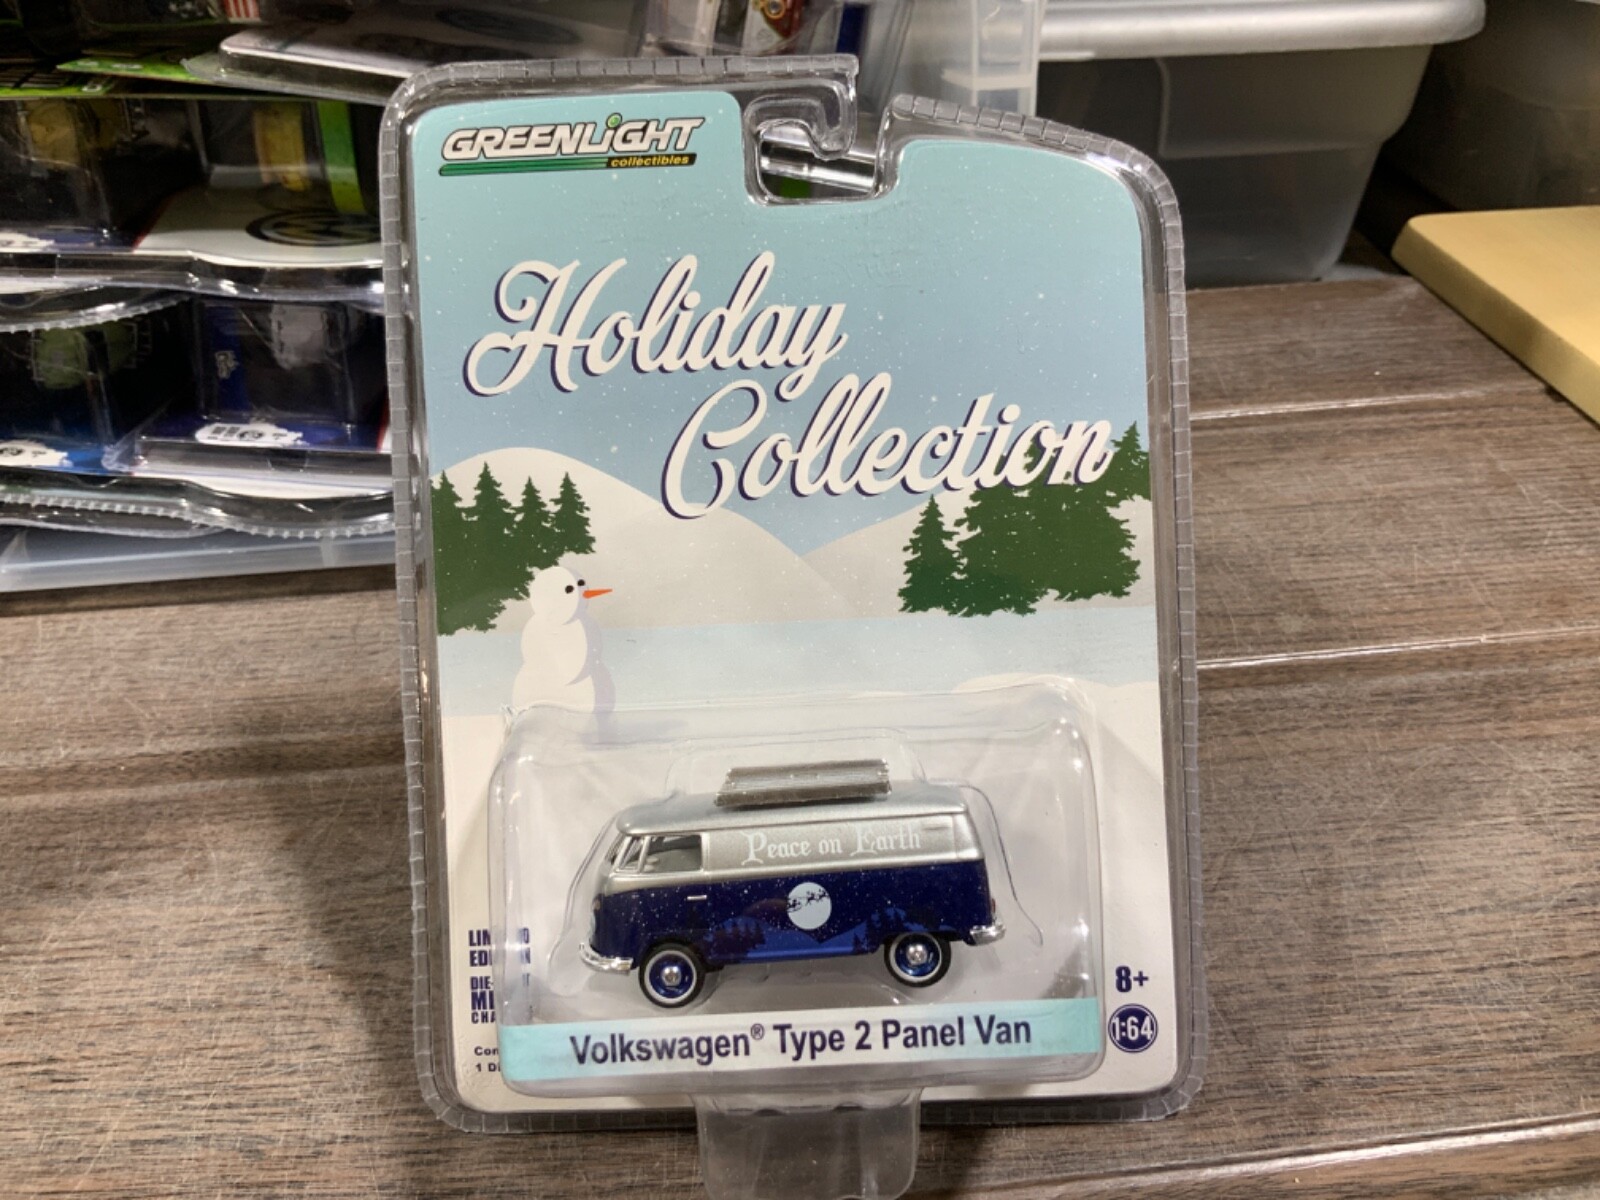 GREENLiGHT
collectibles
Holiday
Collection
Peace on Earth
8+
1:64
Volkswagen® Type 2 Panel Van